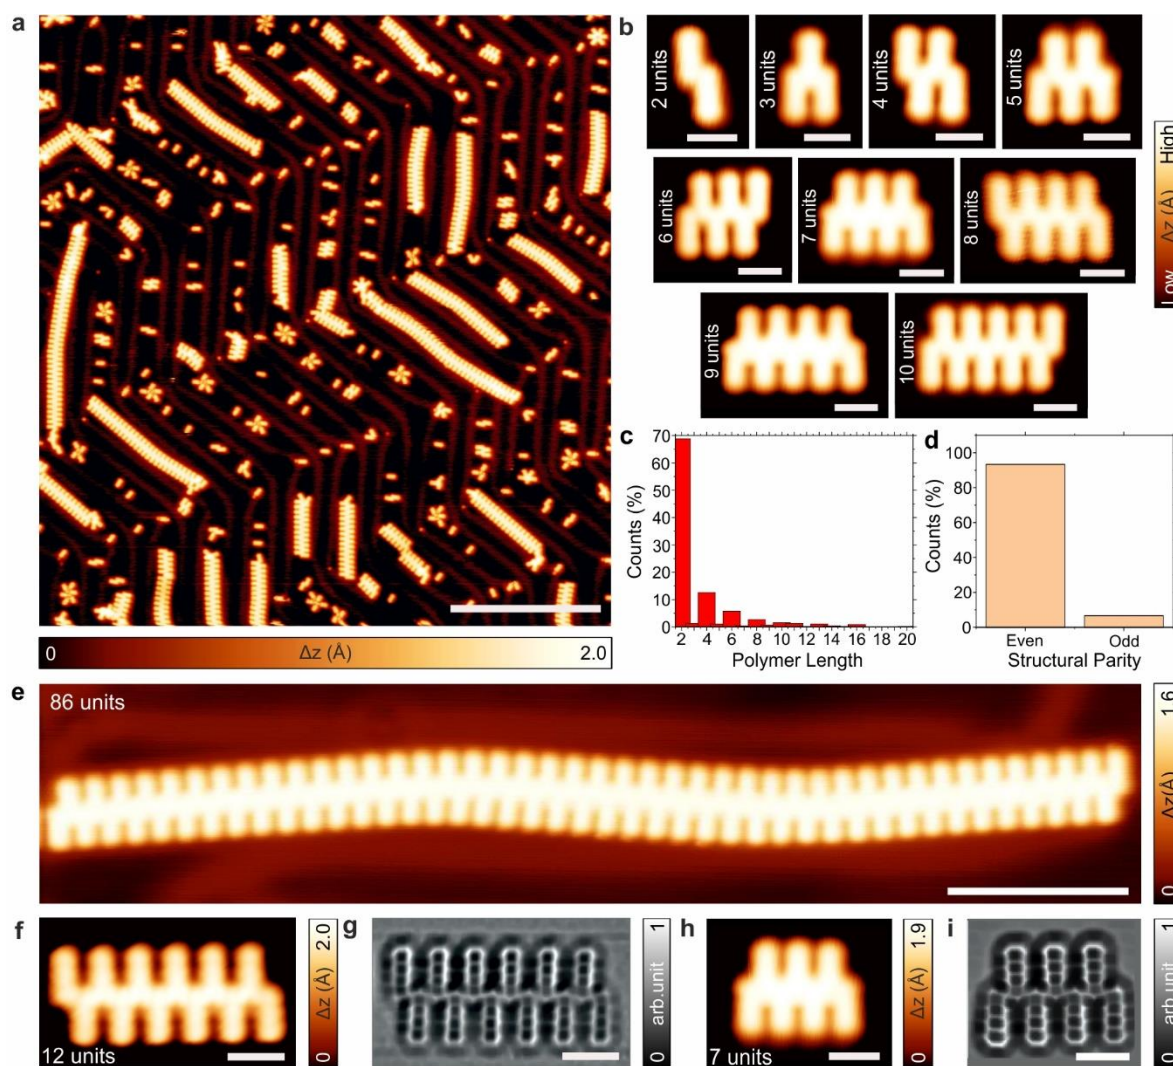 a
0
Δz (Å)
2.0
b
2 units
3 units
4 units
5 units
6 units
7 units
8 units
9 units
10 units
Low Δz (Å) High
c
Counts (%)
70
60
50
40
30
20
10
0
2 4 6 8 10 12 14 16 18 20
Polymer Length
d
Counts (%)
100
80
60
40
20
0
Even Odd
Structural Parity
e
86 units
0 Δz(Å) 1.6
f
12 units
0 Δz (Å) 2.0
g
0 arb.unit 1
h
7 units
0 Δz (Å) 1.9
i
0 arb.unit 1